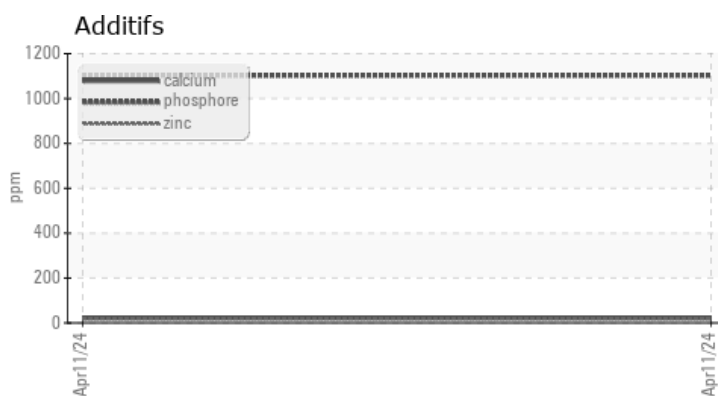 Additifs
1200
1000
800
600
400
200
0
ppm
calcium
phosphore
zinc
Apr11/24
Apr11/24